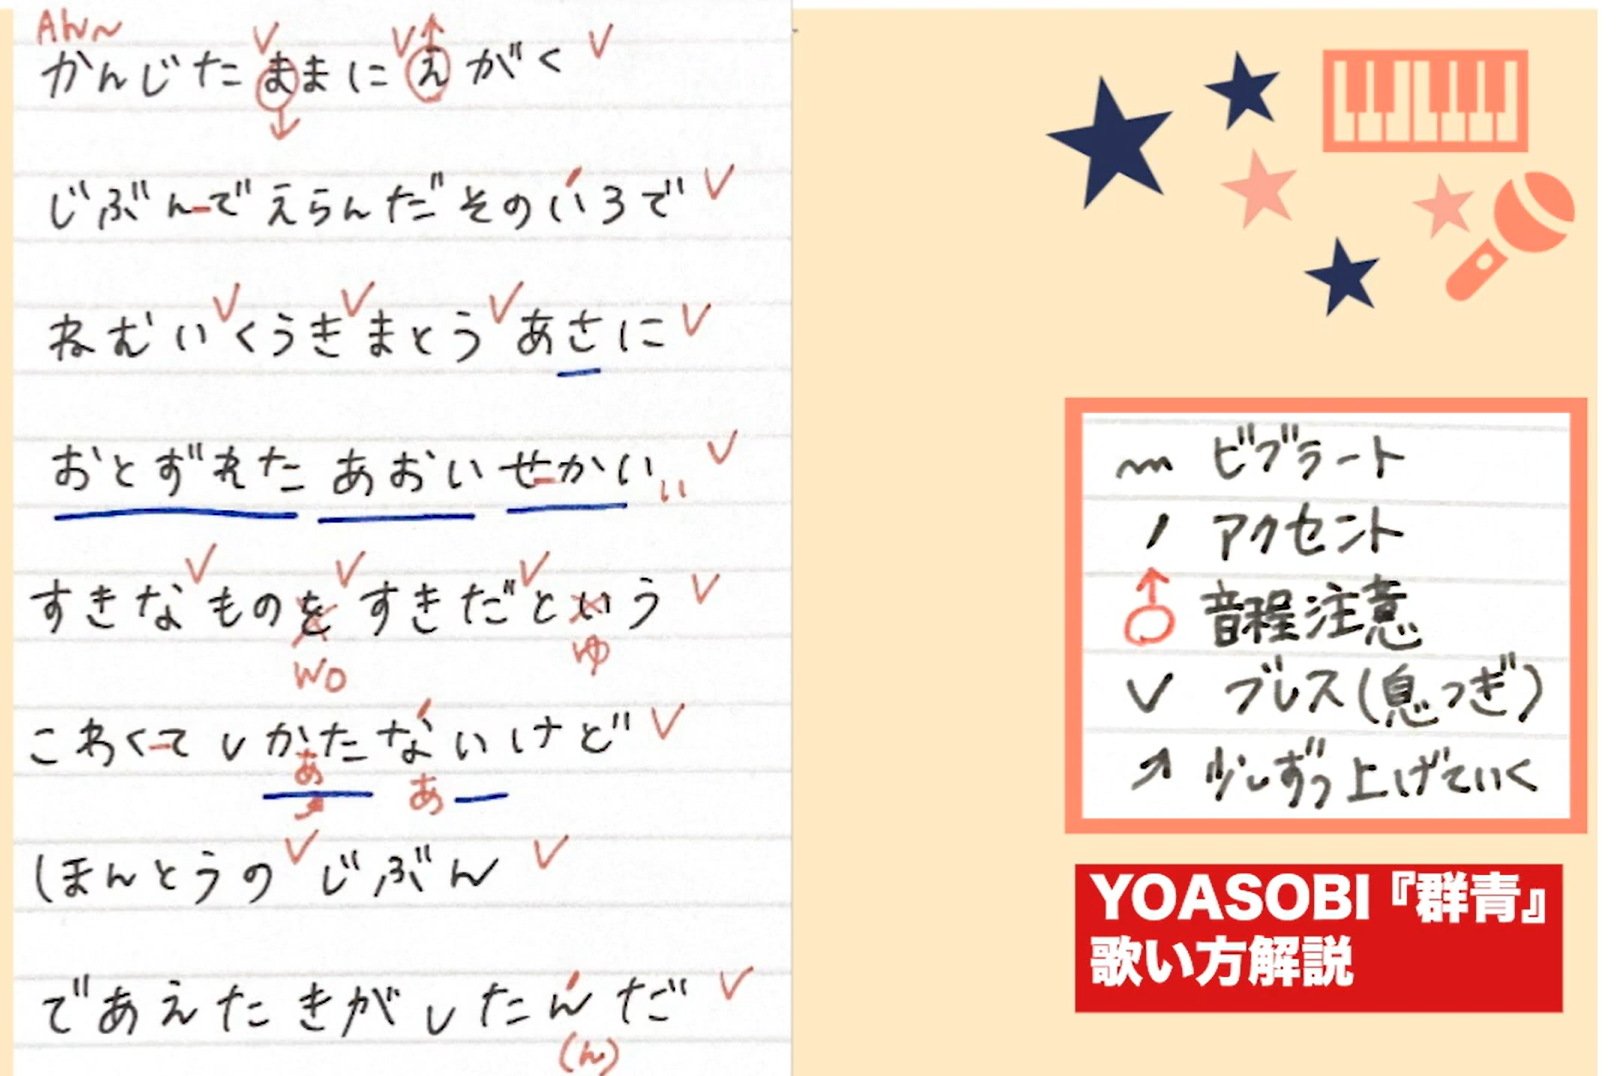 Ahh~
かんじたままにえがく
じぶんでえらんだそのいろで
ねむいくうきまとうあさに
おとずれたあおいせかい
い
すきなものをすきだという
wo ゆ
こわくてしかたないけど
あ あ
ほんとうのじぶん
であえたきがしたんだ
(ん)
ビブラート
アクセント
音程注意
ブレス(息つぎ)
少しずつ上げていく
YOASOBI『群青』
歌い方解説